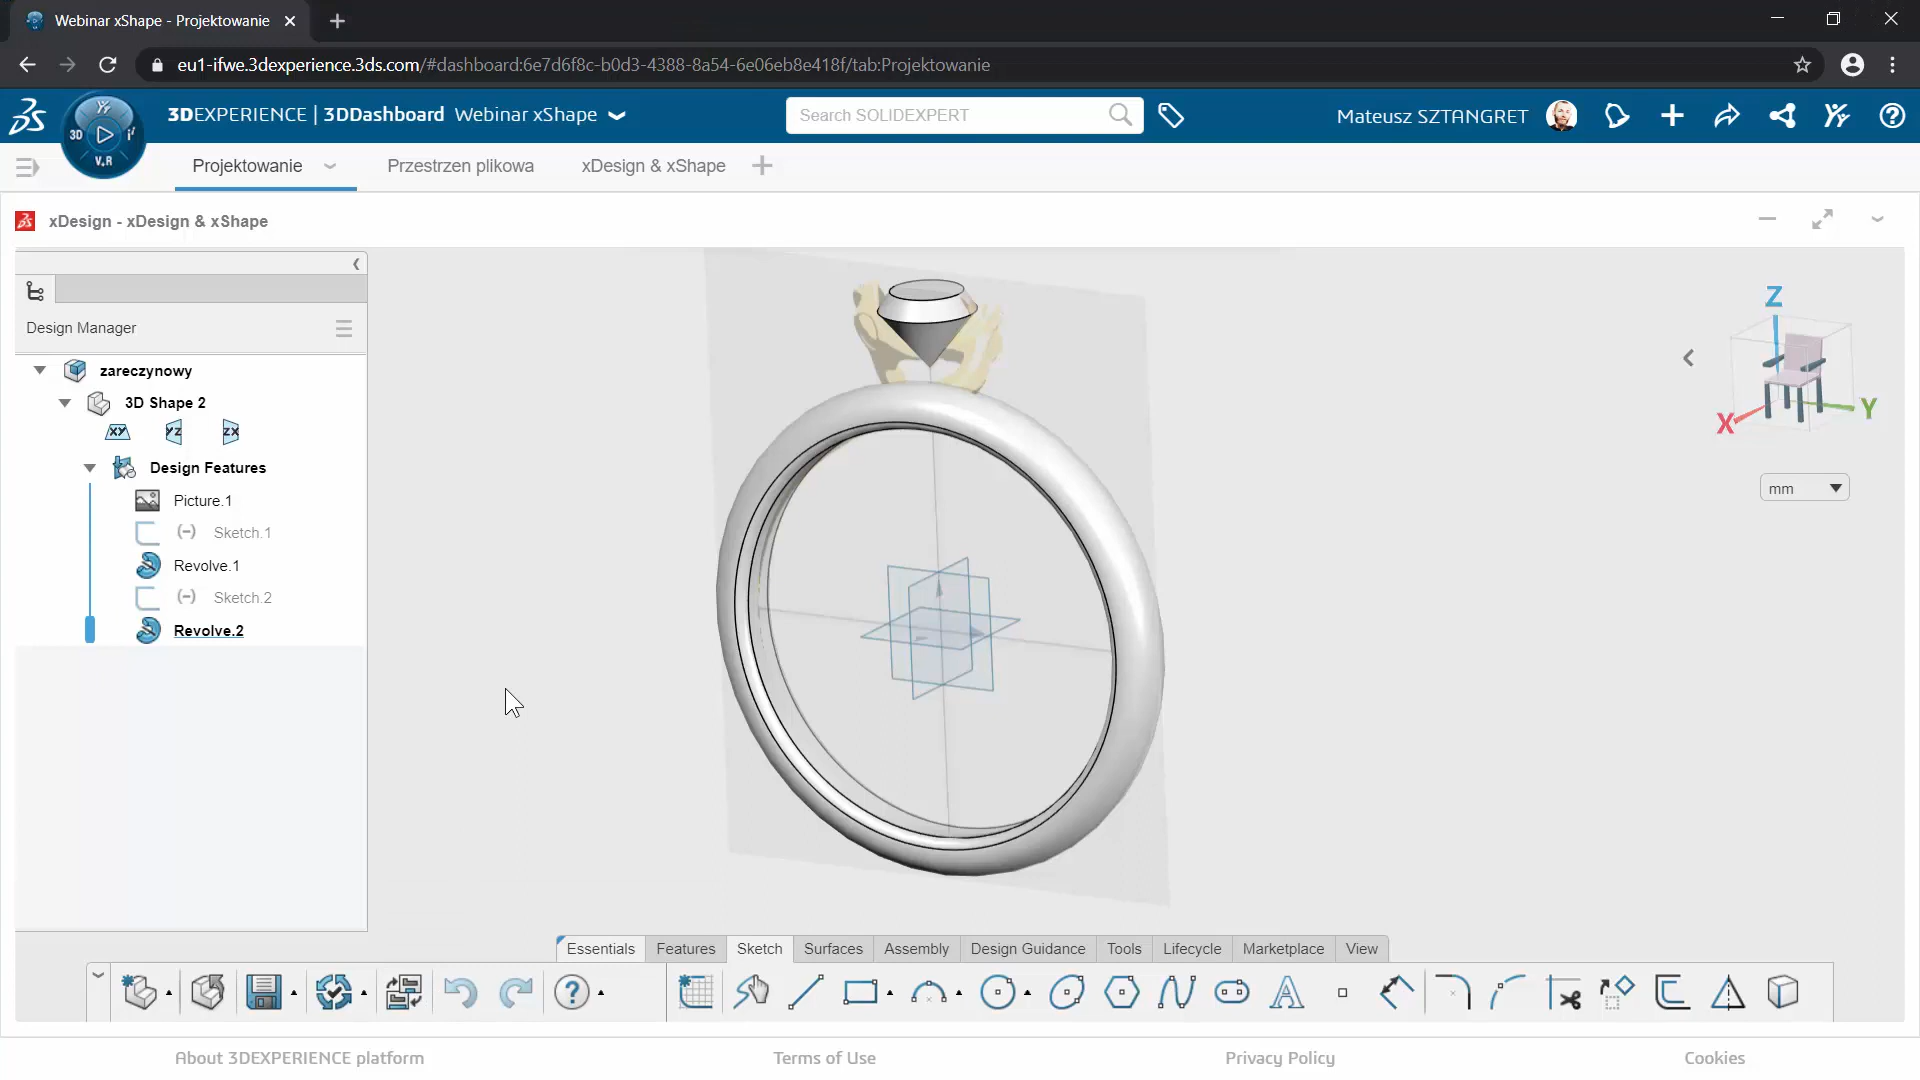 Webinar xShape - Projektowanie
eu1-ifwe.3dexperience.3ds.com/#dashboard:6e7d6f8c-b0d3-4388-8a54-6e06eb8e418f/tab:Projektowanie
3DEXPERIENCE | 3DDashboard Webinar xShape
Search SOLIDEXPERT
Mateusz SZTANGRET
3D
V.R
Projektowanie
Przestrzen plikowa
xDesign & xShape
xDesign - xDesign & xShape
Design Manager
zareczynowy
3D Shape 2
XY YZ ZX
Design Features
Picture.1
(-) Sketch.1
Revolve.1
(-) Sketch.2
Revolve.2
Z
X
Y
mm
Essentials Features Sketch Surfaces Assembly Design Guidance Tools Lifecycle Marketplace View
About 3DEXPERIENCE platform
Terms of Use
Privacy Policy
Cookies